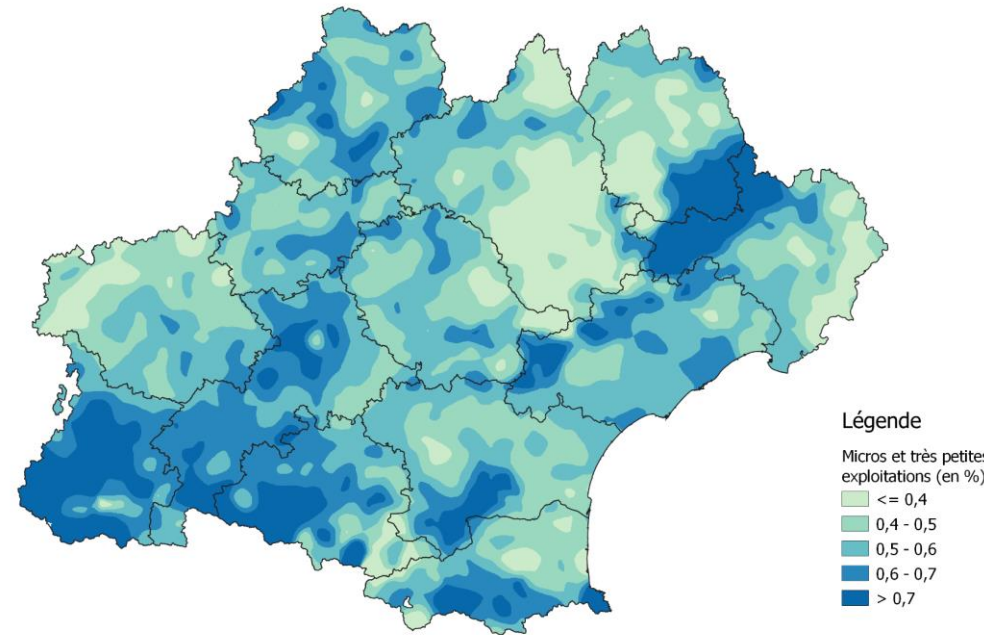 Légende
Micros et très petites
exploitations (en %)
<= 0,4
0,4 - 0,5
0,5 - 0,6
0,6 - 0,7
> 0,7